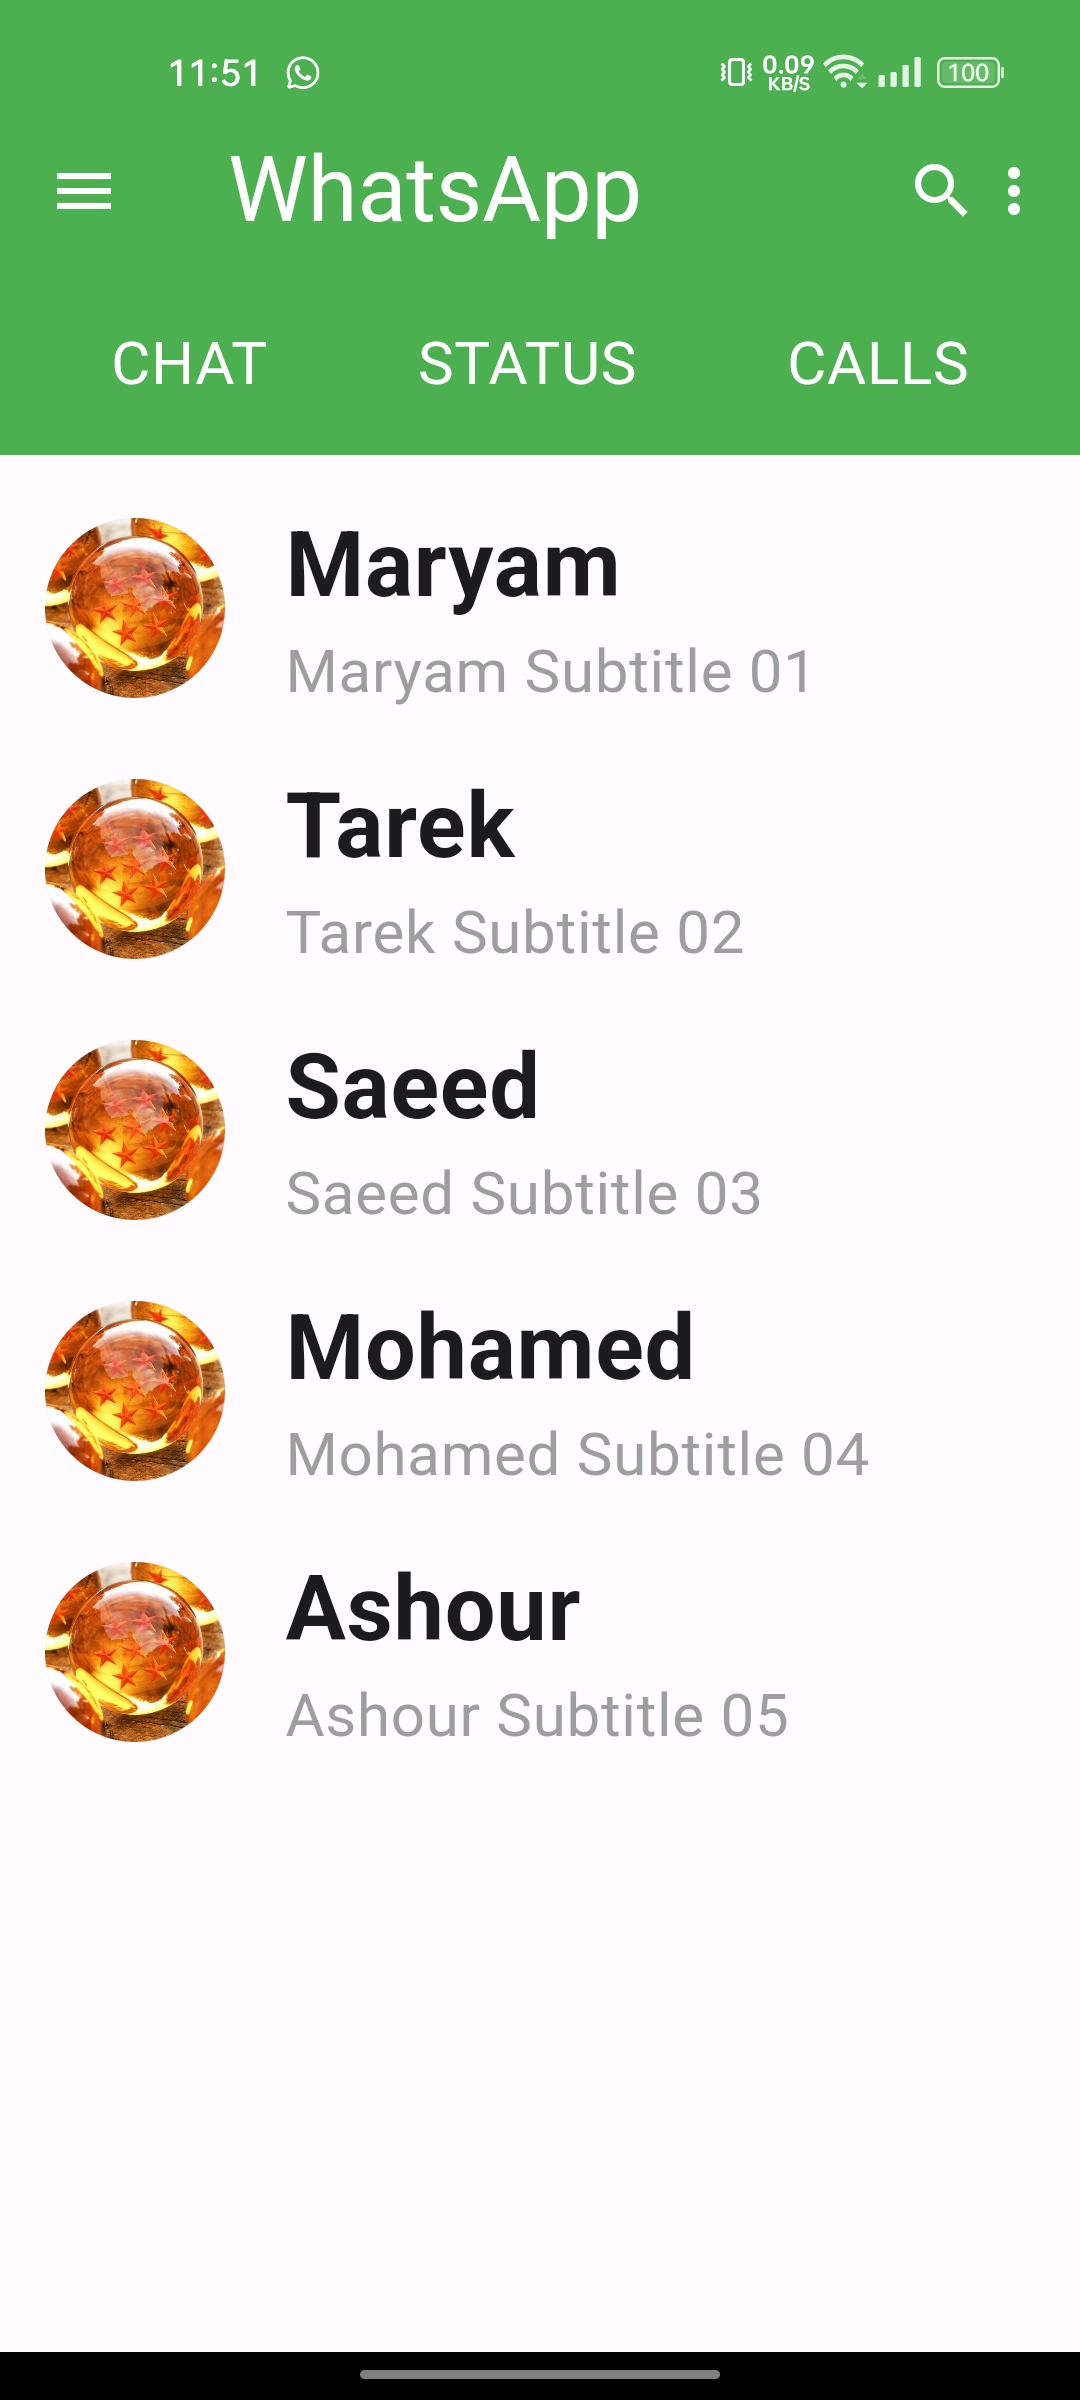 11:51 0.09 KB/S 100
WhatsApp
CHAT STATUS CALLS
Maryam
Maryam Subtitle 01
Tarek
Tarek Subtitle 02
Saeed
Saeed Subtitle 03
Mohamed
Mohamed Subtitle 04
Ashour
Ashour Subtitle 05